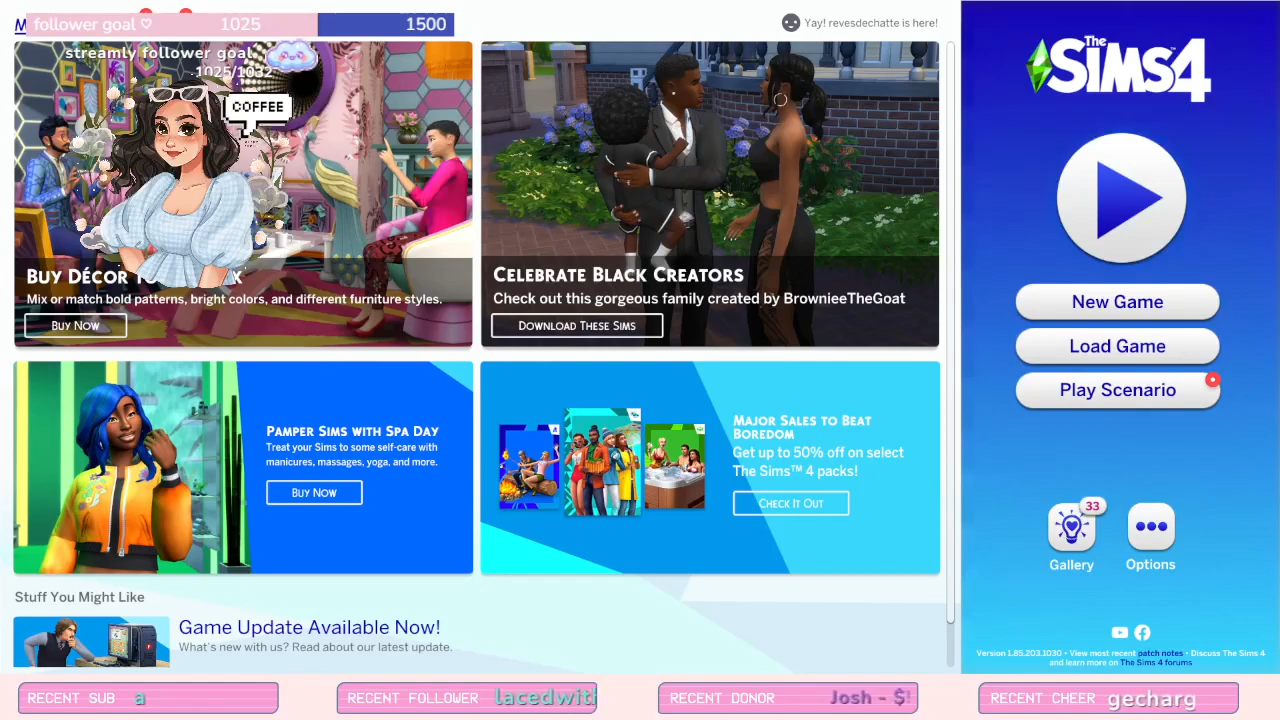 follower goal ♡ 1025 1500
Yay! revesdechatte is here!
streamly follower goal
1025/1032
COFFEE
BUY DÉCOR
Mix or match bold patterns, bright colors, and different furniture styles.
BUY NOW
CELEBRATE BLACK CREATORS
Check out this gorgeous family created by BrownieeTheGoat
DOWNLOAD THESE SIMS
PAMPER SIMS WITH SPA DAY
Treat your Sims to some self-care with
manicures, massages, yoga, and more.
BUY NOW
MAJOR SALES TO BEAT
BOREDOM
Get up to 50% off on select
The Sims™ 4 packs!
CHECK IT OUT
Stuff You Might Like
Game Update Available Now!
What's new with us? Read about our latest update.
The SIMS 4
New Game
Load Game
Play Scenario
33
Gallery
Options
Version 1.85.203.1030 - View most recent patch notes - Discuss The Sims 4
and learn more on The Sims 4 forums
RECENT SUB a
RECENT FOLLOWER lacedwith
RECENT DONOR Josh - $
RECENT CHEER gecharg